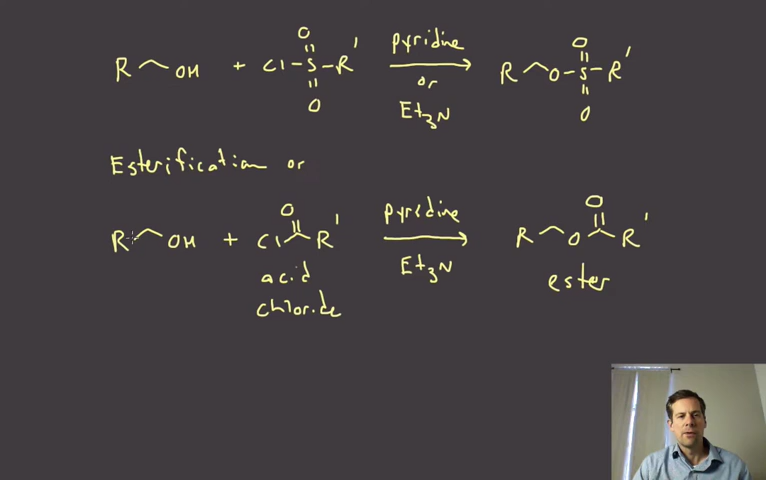 R OH + Cl-S-R' pyridine R O-S-R'
O O
O or O
Et3N
Esterification or
R OH + Cl R' pyridine R O R'
O O
acid Et3N ester
chloride